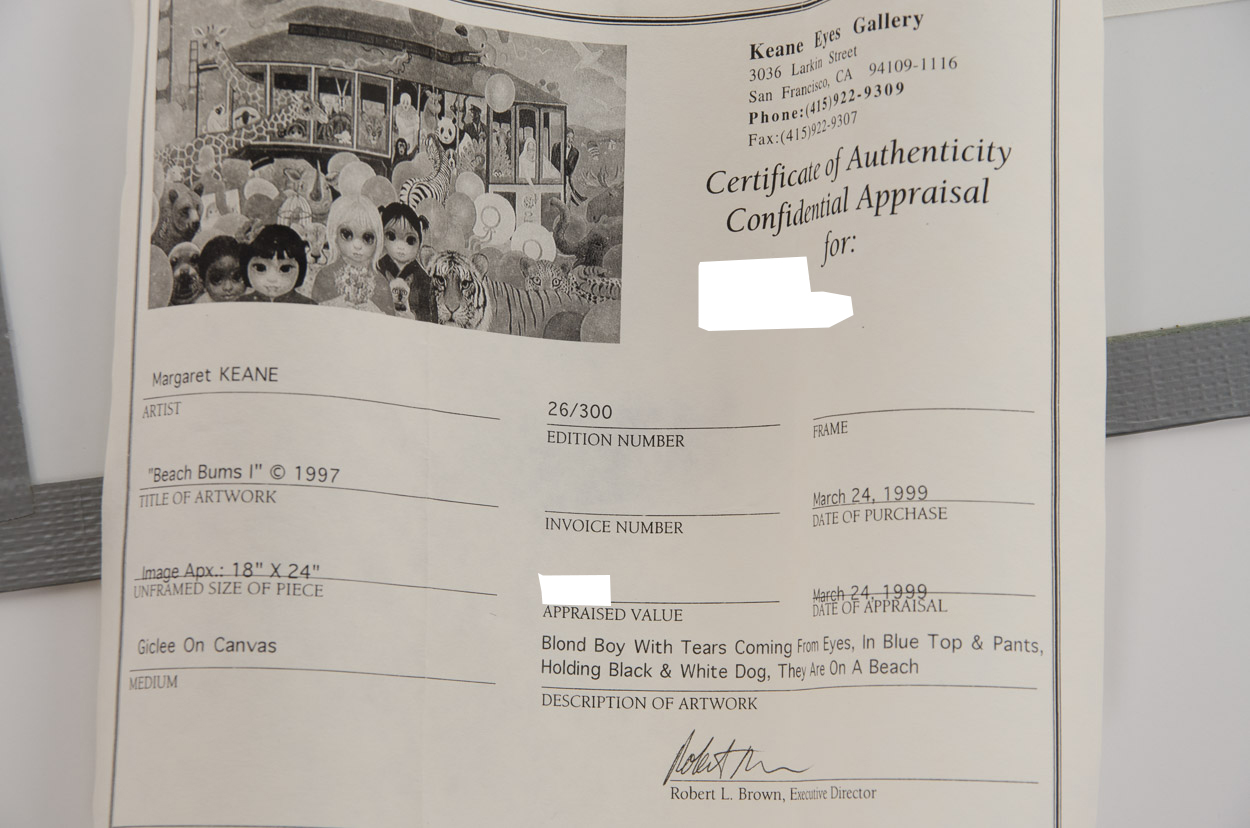 Keane Eyes Gallery
3036 Larkin Street
San Francisco, CA 94109-1116
Phone:(415)922-9309
Fax:(415)922-9307
Certificate of Authenticity
Confidential Appraisal
for:
Margaret KEANE
ARTIST
26/300
EDITION NUMBER
FRAME
"Beach Bums I" © 1997
TITLE OF ARTWORK
INVOICE NUMBER
March 24, 1999
DATE OF PURCHASE
Image Apx.: 18" X 24"
UNFRAMED SIZE OF PIECE
APPRAISED VALUE
March 24, 1999
DATE OF APPRAISAL
Giclee On Canvas
MEDIUM
Blond Boy With Tears Coming From Eyes, In Blue Top & Pants,
Holding Black & White Dog, They Are On A Beach
DESCRIPTION OF ARTWORK
Robert L. Brown, Executive Director